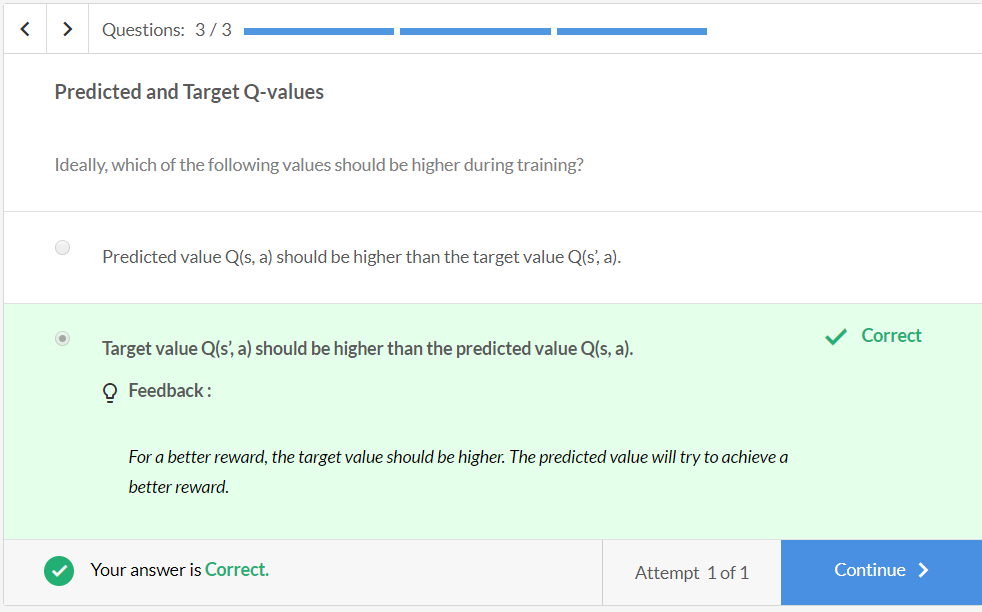 Questions: 3 / 3
Predicted and Target Q-values
Ideally, which of the following values should be higher during training?
Predicted value Q(s, a) should be higher than the target value Q(s’, a).
Target value Q(s’, a) should be higher than the predicted value Q(s, a).
Correct
Feedback :
For a better reward, the target value should be higher. The predicted value will try to achieve a
better reward.
Your answer is Correct.
Attempt 1 of 1
Continue